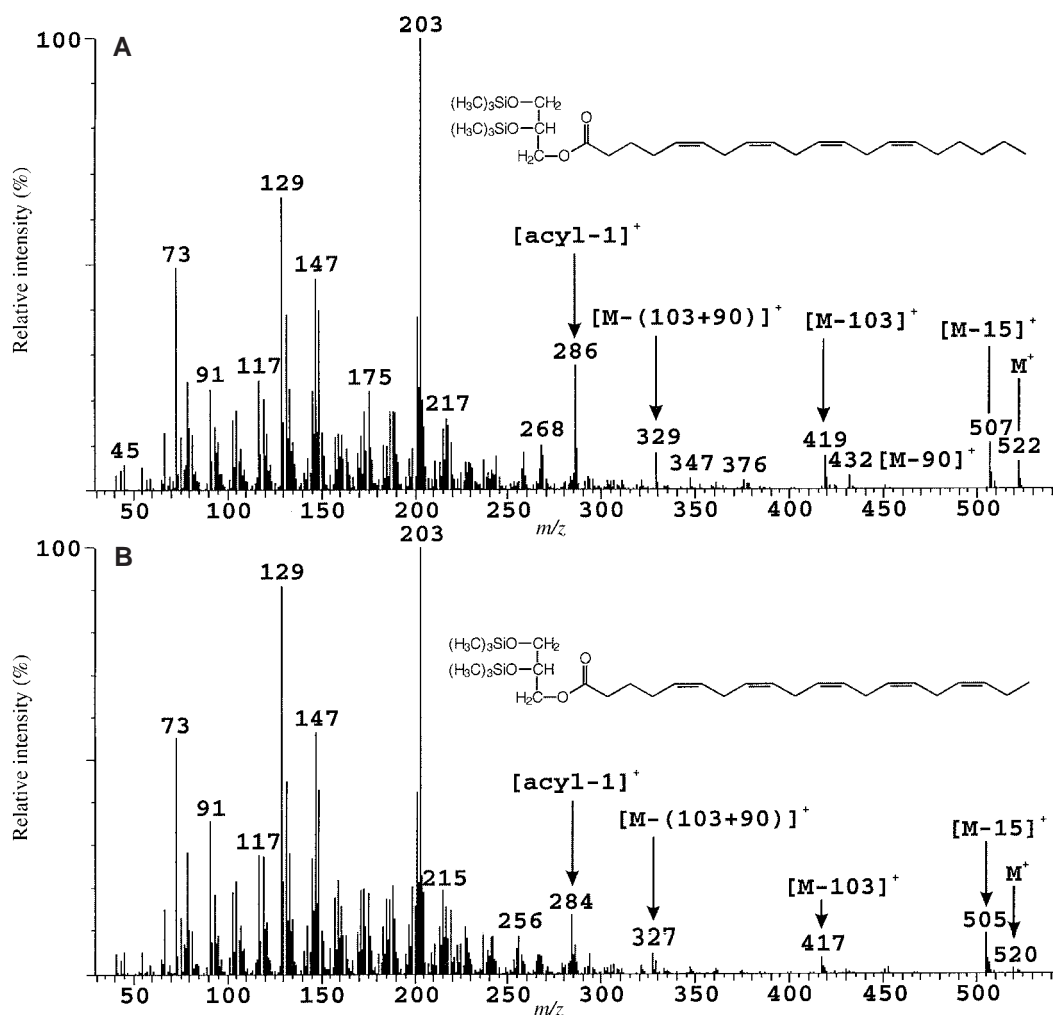 A
100
Relative intensity (%)
203
(H3C)3SiO—CH2
(H3C)3SiO—CH
H2C—O
O
129
73
147
[acyl-1]+
[M-(103+90)]+
[M-103]+
[M-15]+
M+
286
91
117
175
217
45
268
329
347
376
419
432 [M-90]+
507
522
50
100
150
200
250
300
350
400
450
500
m/z
B
100
Relative intensity (%)
203
129
(H3C)3SiO—CH2
(H3C)3SiO—CH
H2C—O
O
73
147
[acyl-1]+
[M-(103+90)]+
[M-15]+
91
117
215
[M-103]+
M+
256
284
327
417
505
520
50
100
150
200
250
300
350
400
450
500
m/z